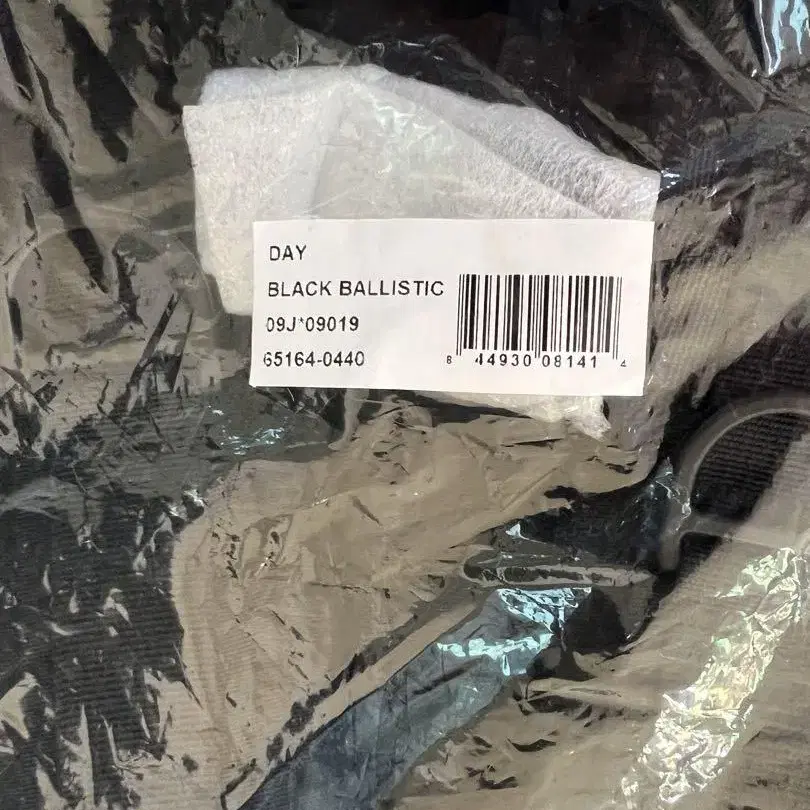 DAY
BLACK BALLISTIC
09J*09019
65164-0440
8 44930 08141 4